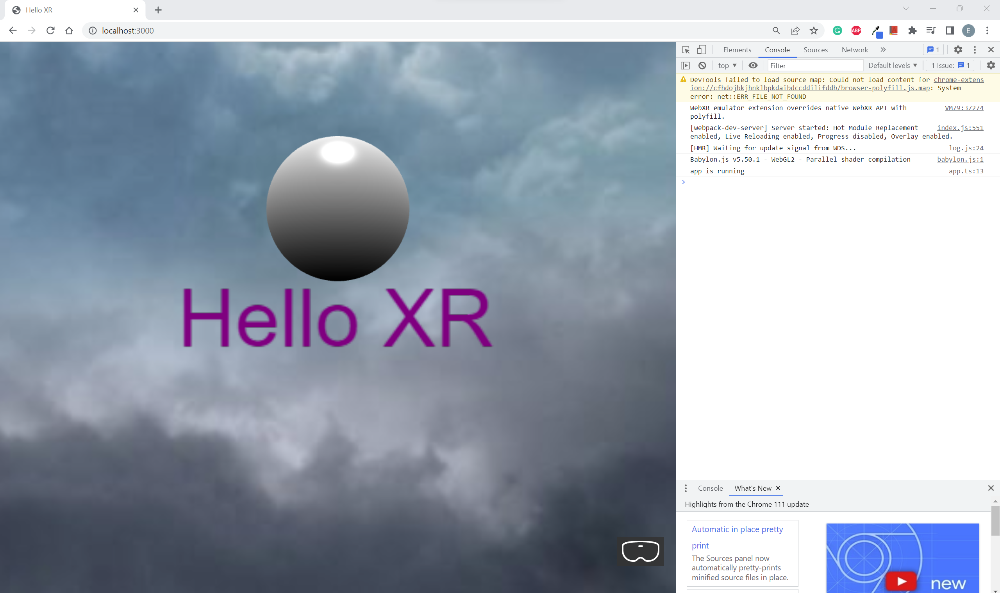 Hello XR
localhost:3000
ABP
E
Hello XR
Elements Console Sources Network 1
top Filter Default levels 1 Issue: 1
DevTools failed to load source map: Could not load content for chrome-extens
ion://cfhdojbkjhnklbpkdaibdccddilifddb/browser-polyfill.js.map: System
error: net::ERR_FILE_NOT_FOUND
WebXR emulator extension overrides native WebXR API with VM79:37274
polyfill.
[webpack-dev-server] Server started: Hot Module Replacement index.js:551
enabled, Live Reloading enabled, Progress disabled, Overlay enabled.
[HMR] Waiting for update signal from WDS... log.js:24
Babylon.js v5.50.1 - WebGL2 - Parallel shader compilation babylon.js:1
app is running app.ts:13
Console What's New
Highlights from the Chrome 111 update
Automatic in place pretty
print
The Sources panel now
automatically pretty-prints
minified source files in place.
new